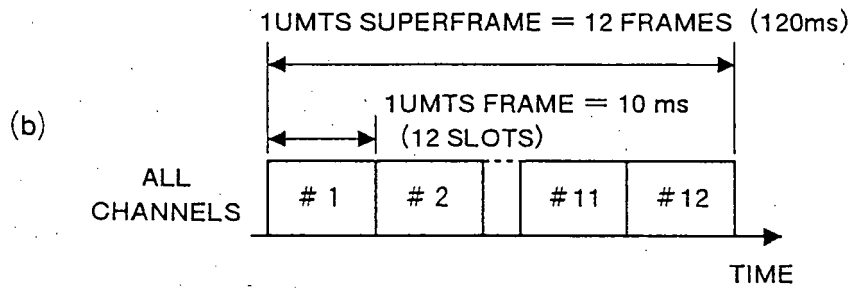 1UMTS SUPERFRAME = 12 FRAMES (120ms)
1UMTS FRAME = 10 ms
(12 SLOTS)
(b)
ALL
CHANNELS
#1 #2 #11 #12
TIME